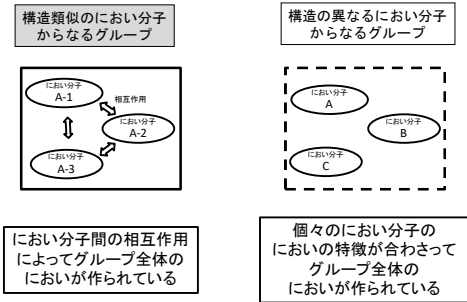 構造類似のにおい分子
からなるグループ
におい分子
A-1
相互作用
におい分子
A-2
におい分子
A-3
におい分子間の相互作用
によってグループ全体の
においが作られている
構造の異なるにおい分子
からなるグループ
におい分子
A
におい分子
B
におい分子
C
個々のにおい分子の
においの特徴が合わさって
グループ全体の
においが作られている